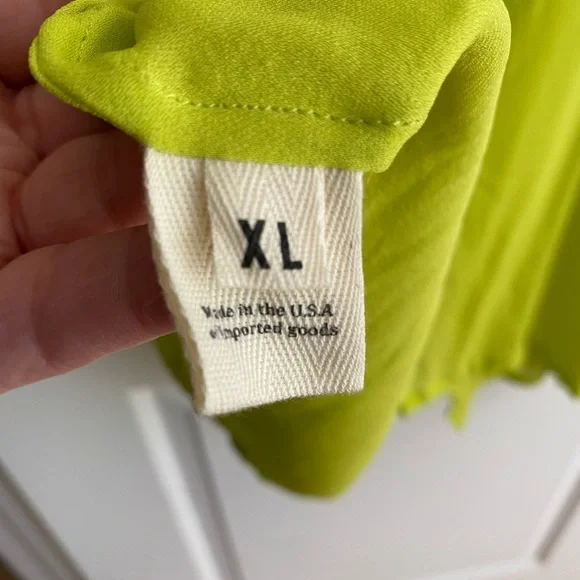 XL
Made in the U.S.A
w/imported goods